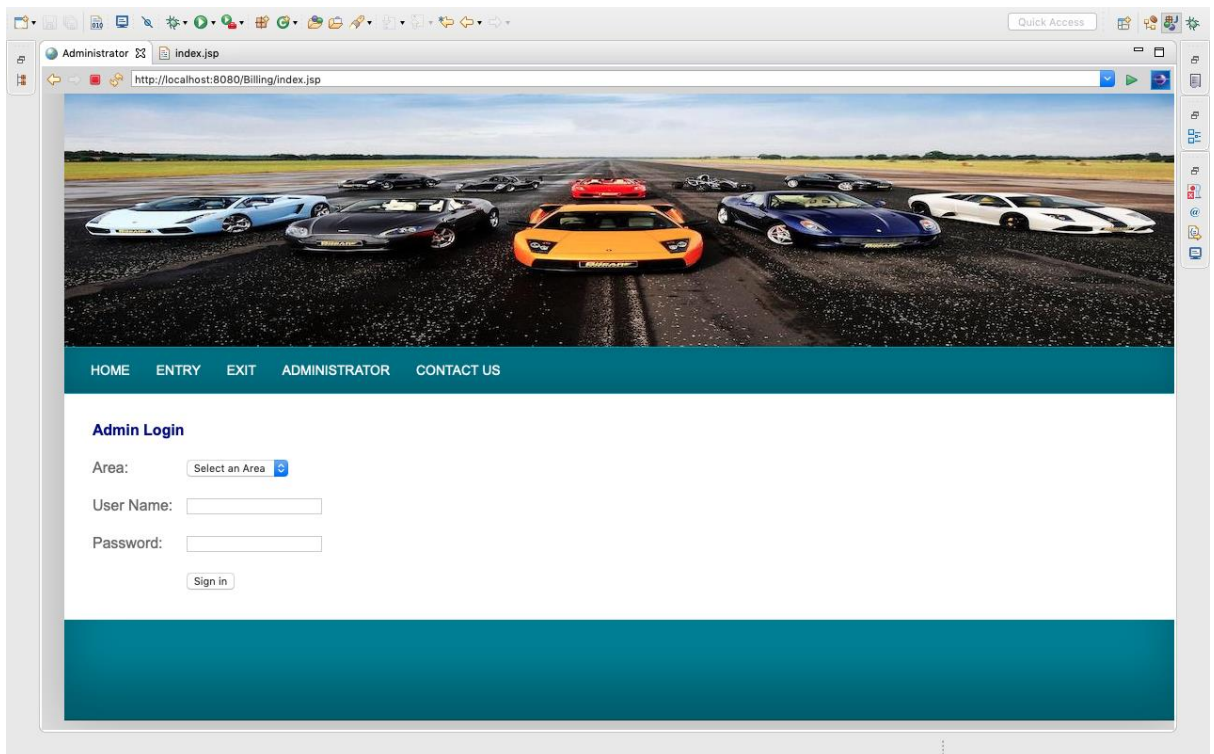 Quick Access
Administrator index.jsp
http://localhost:8080/Billing/index.jsp
HOME ENTRY EXIT ADMINISTRATOR CONTACT US
Admin Login
Area: Select an Area
User Name:
Password:
Sign in